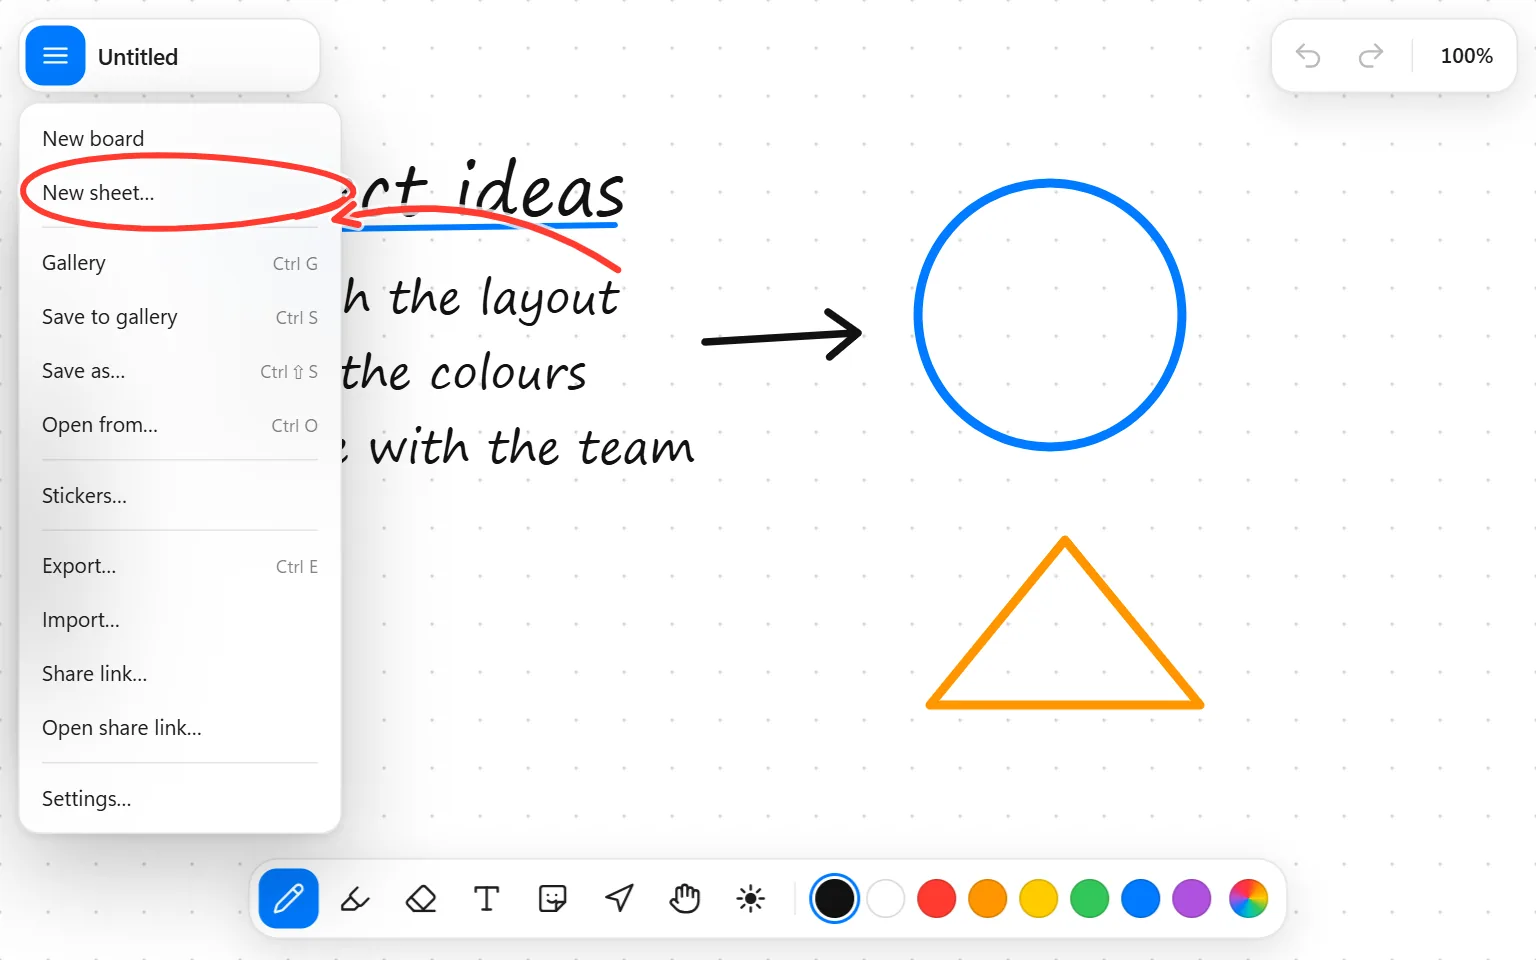 Untitled
100%
New board
New sheet...
Gallery Ctrl G
Save to gallery Ctrl S
Save as... Ctrl ⇧ S
Open from... Ctrl O
Stickers...
Export... Ctrl E
Import...
Share link...
Open share link...
Settings...
ideas
the layout
the colours
with the team